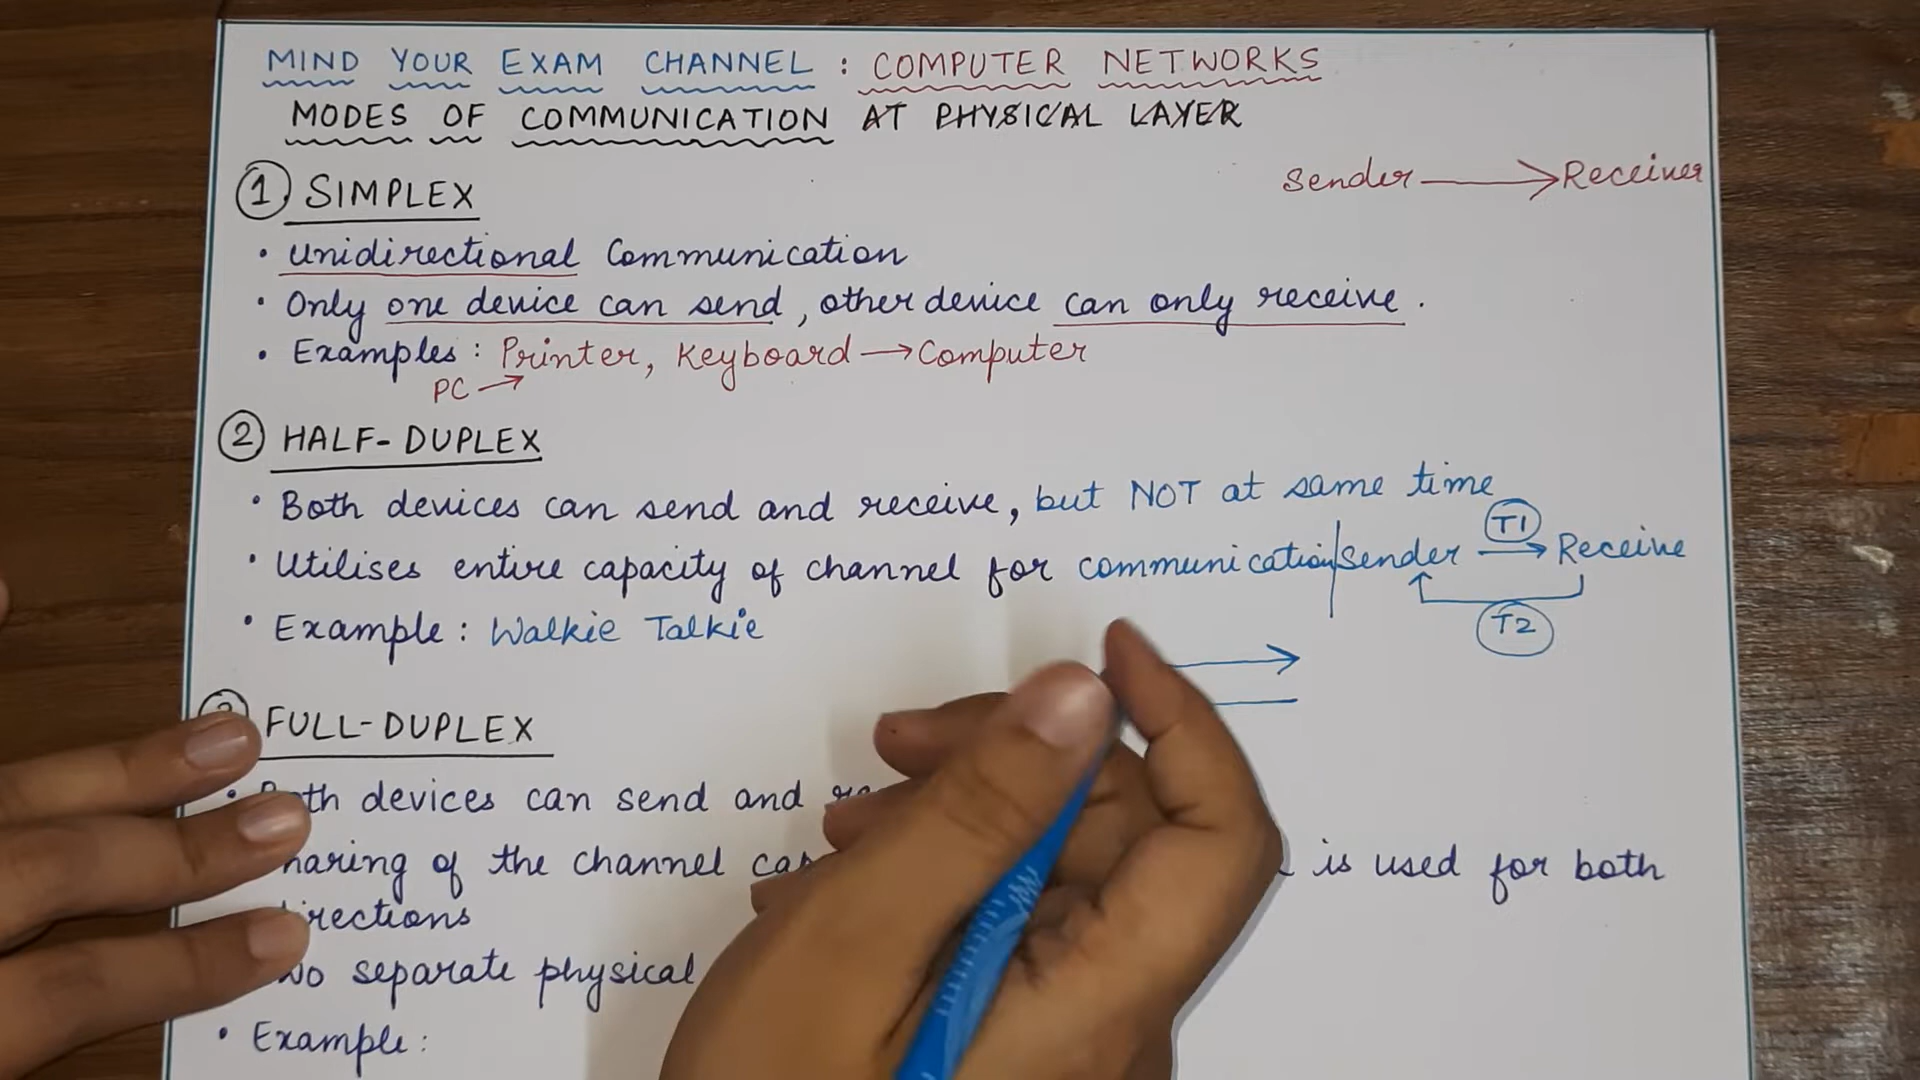 MIND YOUR EXAM CHANNEL : COMPUTER NETWORKS
MODES OF COMMUNICATION AT PHYSICAL LAYER
① SIMPLEX
Sender → Receiver
• Unidirectional Communication
• Only one device can send, other device can only receive.
• Examples : Printer, Keyboard → Computer
PC →
② HALF-DUPLEX
• Both devices can send and receive, but NOT at same time
• Utilises entire capacity of channel for communication
T1
Sender → Receive
T2
• Example : Walkie Talkie
FULL-DUPLEX
• devices can send and
of the channel is used for both
separate physical
• Example :